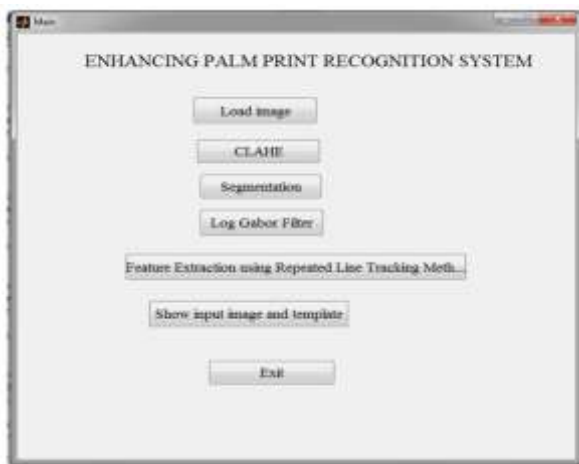 Main
ENHANCING PALM PRINT RECOGNITION SYSTEM
Load image
CLAHE
Segmentation
Log Gabor Filter
Feature Extraction using Repeated Line Tracking Meth...
Show input image and template
Exit